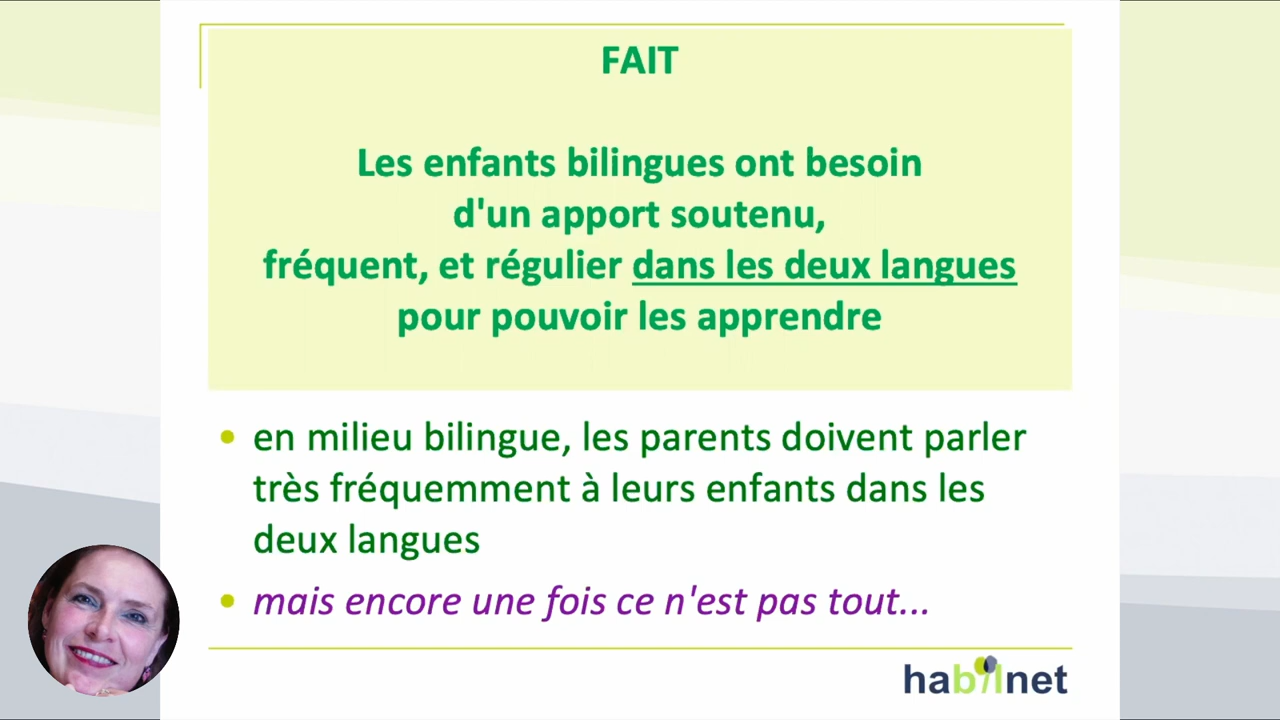 FAIT
Les enfants bilingues ont besoin
d'un apport soutenu,
fréquent, et régulier dans les deux langues
pour pouvoir les apprendre
• en milieu bilingue, les parents doivent parler
très fréquemment à leurs enfants dans les
deux langues
• mais encore une fois ce n'est pas tout...
habilnet